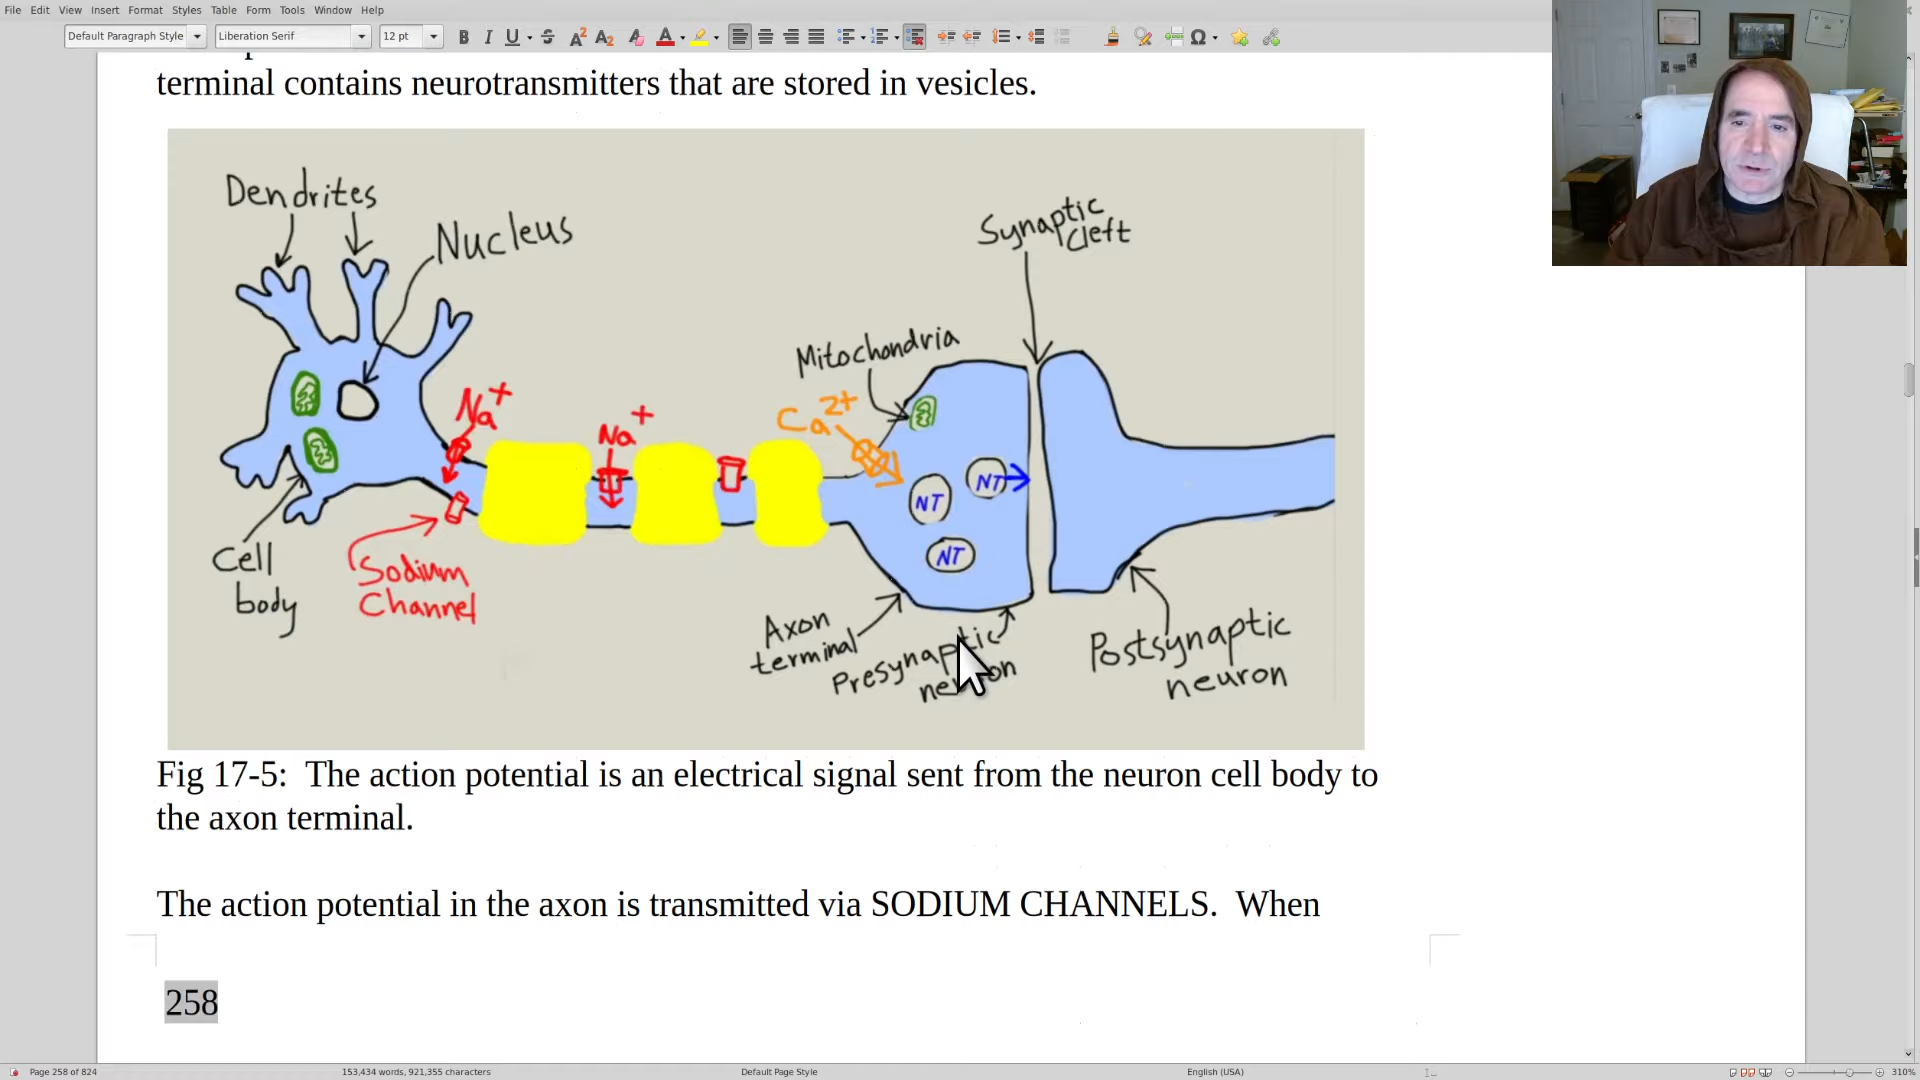 File Edit View Insert Format Styles Table Form Tools Window Help
Default Paragraph Style Liberation Serif 12 pt
terminal contains neurotransmitters that are stored in vesicles.
Dendrites
Nucleus
Synaptic
cleft
Mitochondria
Na+
Na+
Ca2+
NT
NT
NT
Cell
body
Sodium
Channel
Axon
terminal
Presynaptic
Postsynaptic
neuron
Fig 17-5: The action potential is an electrical signal sent from the neuron cell body to
the axon terminal.
The action potential in the axon is transmitted via SODIUM CHANNELS. When
258
Page 258 of 824 153,434 words, 921,355 characters Default Page Style English (USA) 310%